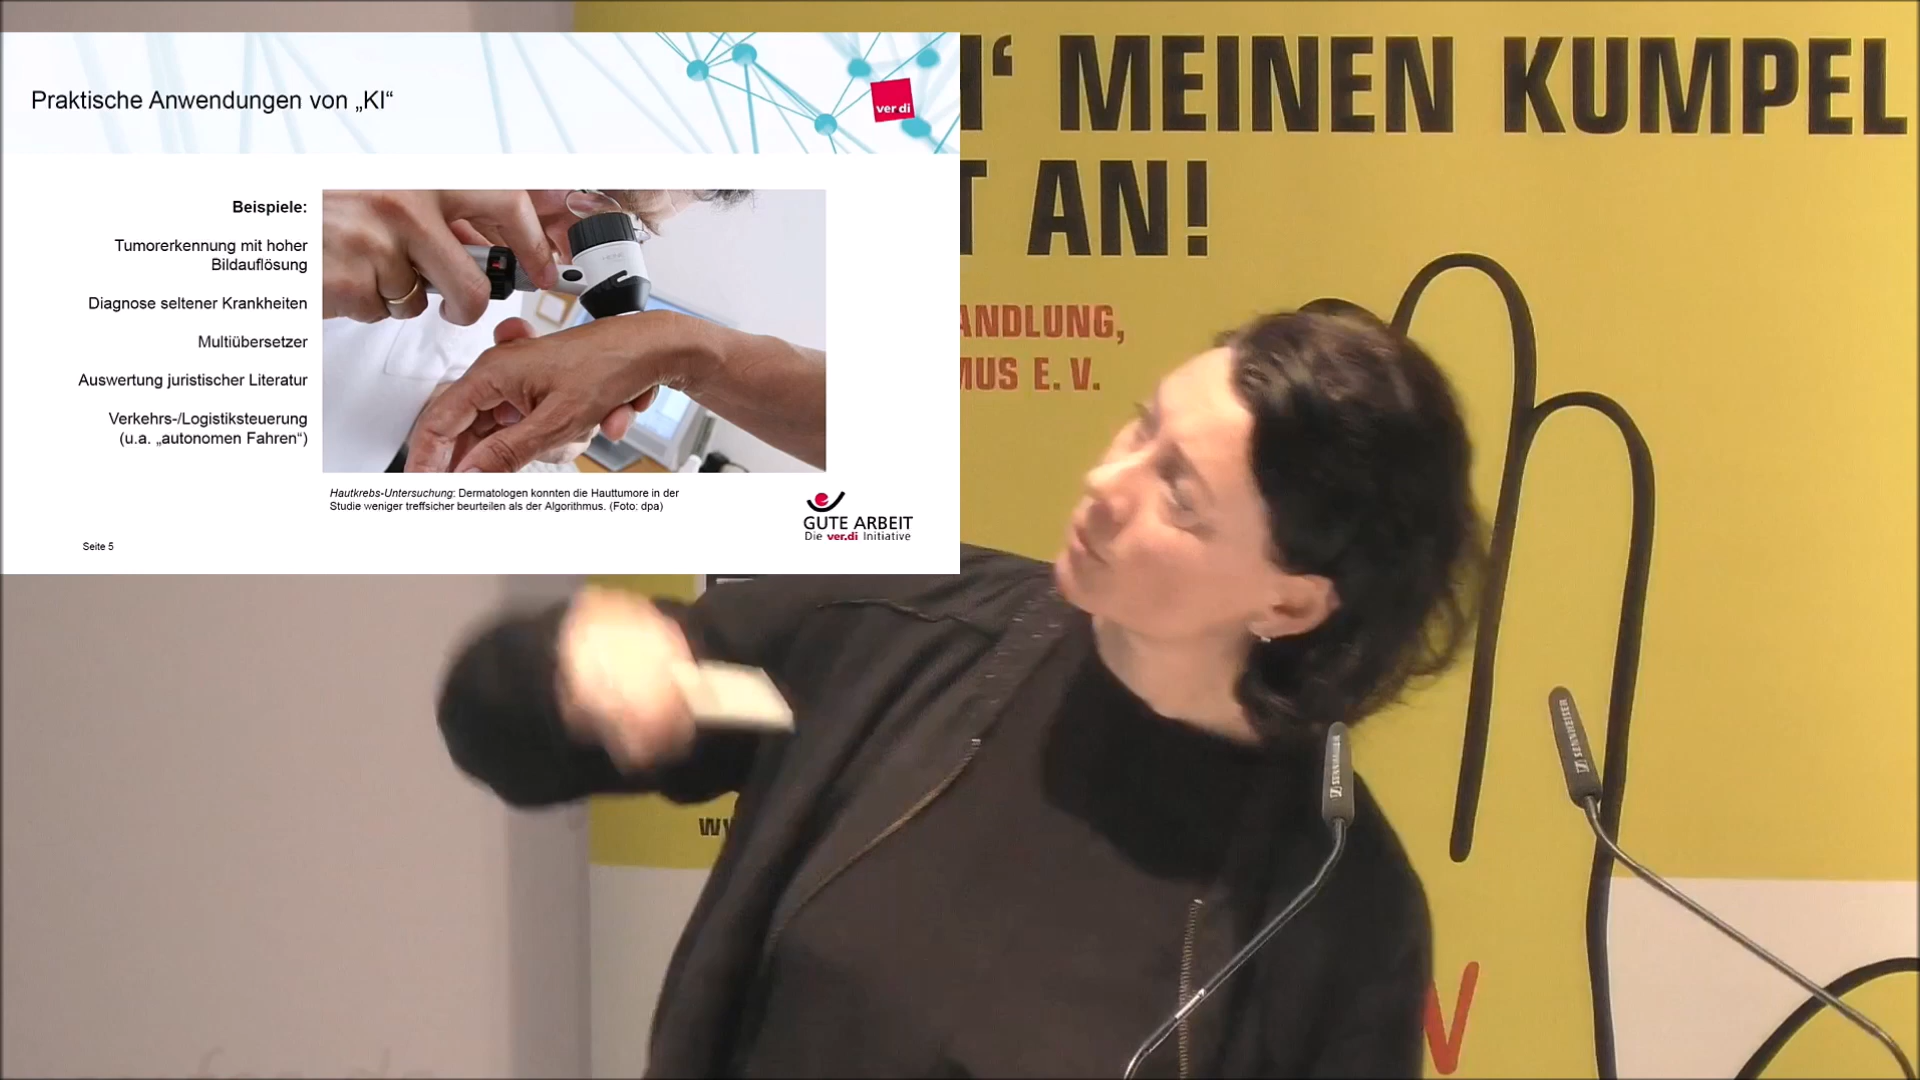 Praktische Anwendungen von „KI“
ver di
Beispiele:
Tumorerkennung mit hoher
Bildauflösung
Diagnose seltener Krankheiten
Multiübersetzer
Auswertung juristischer Literatur
Verkehrs-/Logistiksteuerung
(u.a. „autonomen Fahren“)
Hautkrebs-Untersuchung: Dermatologen konnten die Hauttumore in der
Studie weniger treffsicher beurteilen als der Algorithmus. (Foto: dpa)
GUTE ARBEIT
Die ver.di Initiative
Seite 5
‘ MEINEN KUMPEL
T AN!
ANDLUNG,
MUS E. V.
SENNHEISER
SENNHEISER